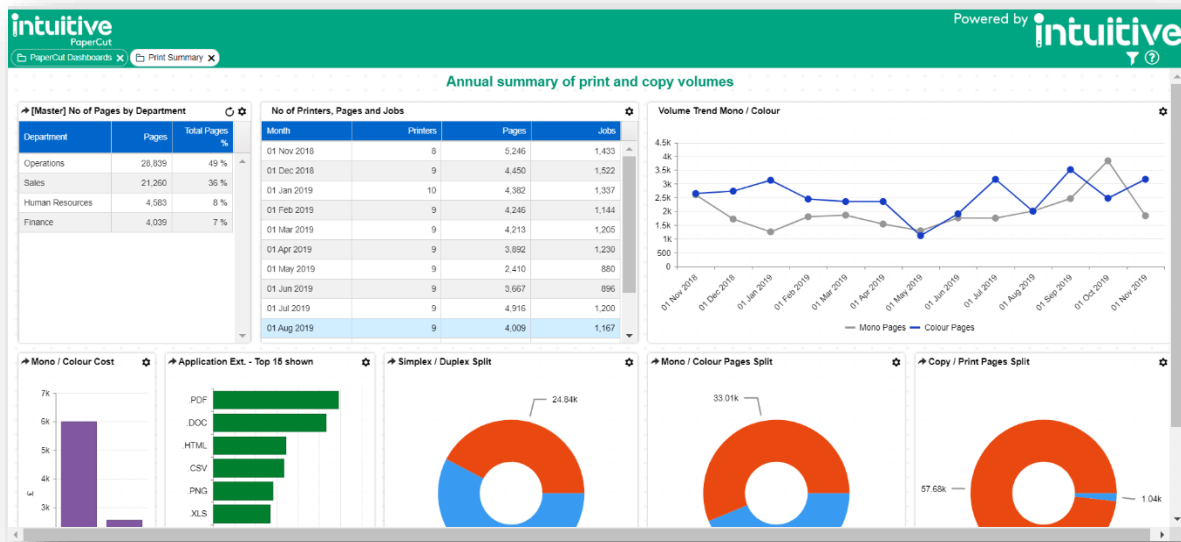 intuitive
PaperCut
Powered by intuitive
PaperCut Dashboards
Print Summary
Annual summary of print and copy volumes
[Master] No of Pages by Department
Department Pages Total Pages %
Operations 28,839 49 %
Sales 21,260 36 %
Human Resources 4,583 8 %
Finance 4,039 7 %
No of Printers, Pages and Jobs
Month Printers Pages Jobs
01 Nov 2018 8 5,246 1,433
01 Dec 2018 9 4,450 1,522
01 Jan 2019 10 4,382 1,337
01 Feb 2019 9 4,246 1,144
01 Mar 2019 9 4,213 1,205
01 Apr 2019 9 3,892 1,230
01 May 2019 9 2,410 880
01 Jun 2019 9 3,667 896
01 Jul 2019 9 4,916 1,200
01 Aug 2019 9 4,009 1,167
Volume Trend Mono / Colour
4.5k
4k
3.5k
3k
2.5k
2k
1.5k
1k
500
0
01 Nov 2018
01 Dec 2018
01 Jan 2019
01 Feb 2019
01 Mar 2019
01 Apr 2019
01 May 2019
01 Jun 2019
01 Jul 2019
01 Aug 2019
01 Sep 2019
01 Oct 2019
01 Nov 2019
Mono Pages Colour Pages
Mono / Colour Cost
7k
6k
5k
4k
3k
£
Application Ext. - Top 15 shown
.PDF
.DOC
.HTML
.CSV
.PNG
.XLS
Simplex / Duplex Split
24.84k
Mono / Colour Pages Split
33.01k
Copy / Print Pages Split
57.68k
1.04k